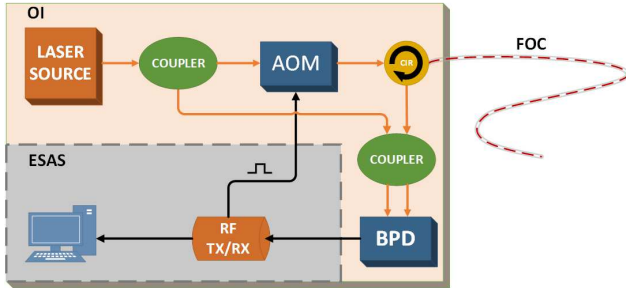 OI
LASER
SOURCE
COUPLER
AOM
CIR
FOC
COUPLER
ESAS
RF
TX/RX
BPD